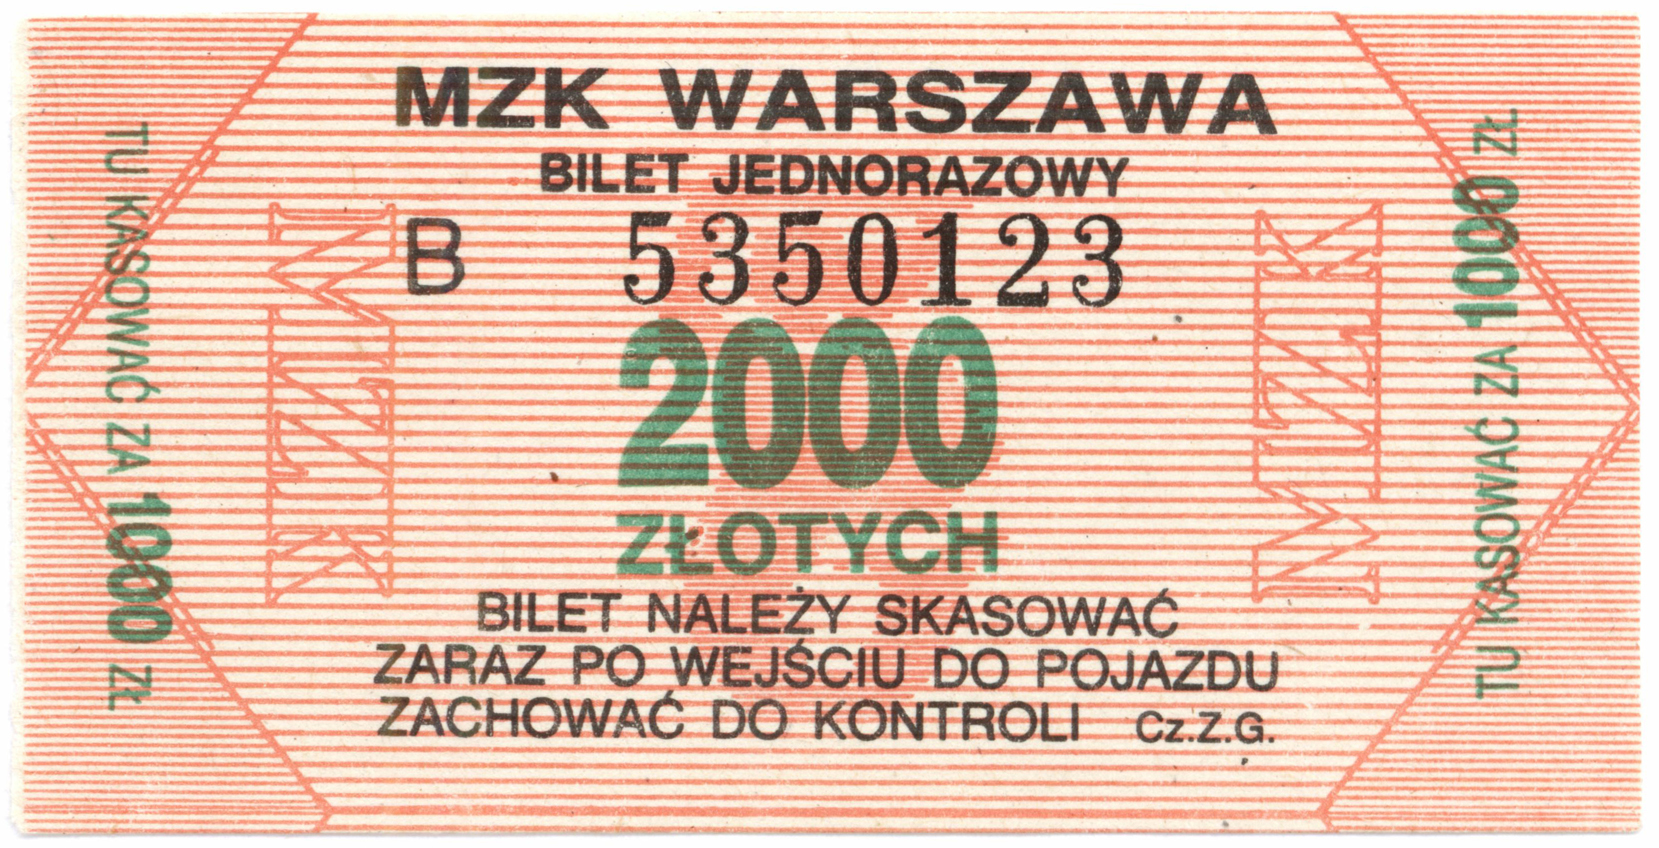 MZK WARSZAWA
BILET JEDNORAZOWY
B 5350123
2000
ZŁOTYCH
BILET NALEŻY SKASOWAĆ
ZARAZ PO WEJŚCIU DO POJAZDU
ZACHOWAĆ DO KONTROLI Cz.Z.G.
TU KASOWAĆ ZA 1000 ZŁ
MZK
MZK
TU KASOWAĆ ZA 1000 ZŁ